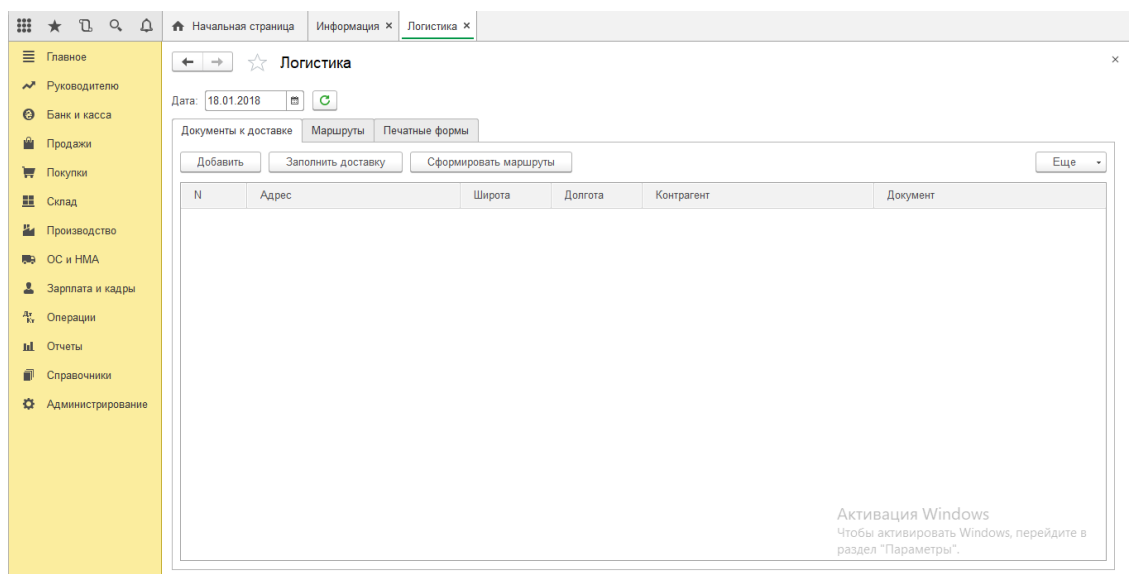 Начальная страница Информация × Логистика ×
Главное
Руководителю
Банк и касса
Продажи
Покупки
Склад
Производство
ОС и НМА
Зарплата и кадры
Операции
Отчеты
Справочники
Администрирование
Логистика
Дата: 18.01.2018
Документы к доставке Маршруты Печатные формы
Добавить Заполнить доставку Сформировать маршруты Еще
N Адрес Широта Долгота Контрагент Документ
Активация Windows
Чтобы активировать Windows, перейдите в
раздел "Параметры".